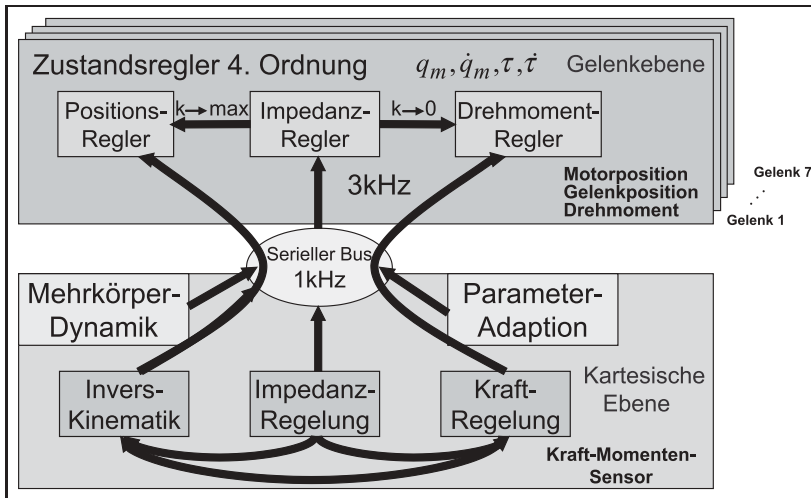 Zustandsregler 4. Ordnung
q_m, q̇_m, τ, τ̇
Gelenkebene
Positions-
Regler
k→max
Impedanz-
Regler
k→0
Drehmoment-
Regler
3kHz
Motorposition
Gelenkposition
Drehmoment
Gelenk 7
Gelenk 1
Serieller Bus
1kHz
Mehrkörper-
Dynamik
Parameter-
Adaption
Invers-
Kinematik
Impedanz-
Regelung
Kraft-
Regelung
Kartesische
Ebene
Kraft-Momenten-
Sensor